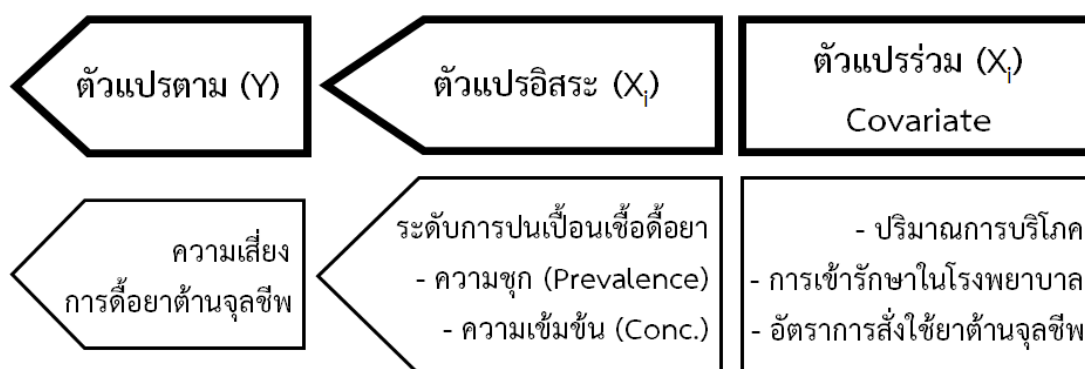 ตัวแปรตาม (Y)
ตัวแปรอิสระ (Xi)
ตัวแปรร่วม (Xi)
Covariate
ความเสี่ยง
การดื้อยาต้านจุลชีพ
ระดับการปนเปื้อนเชื้อดื้อยา
- ความชุก (Prevalence)
- ความเข้มข้น (Conc.)
- ปริมาณการบริโภค
- การเข้ารักษาในโรงพยาบาล
- อัตราการสั่งใช้ยาต้านจุลชีพ